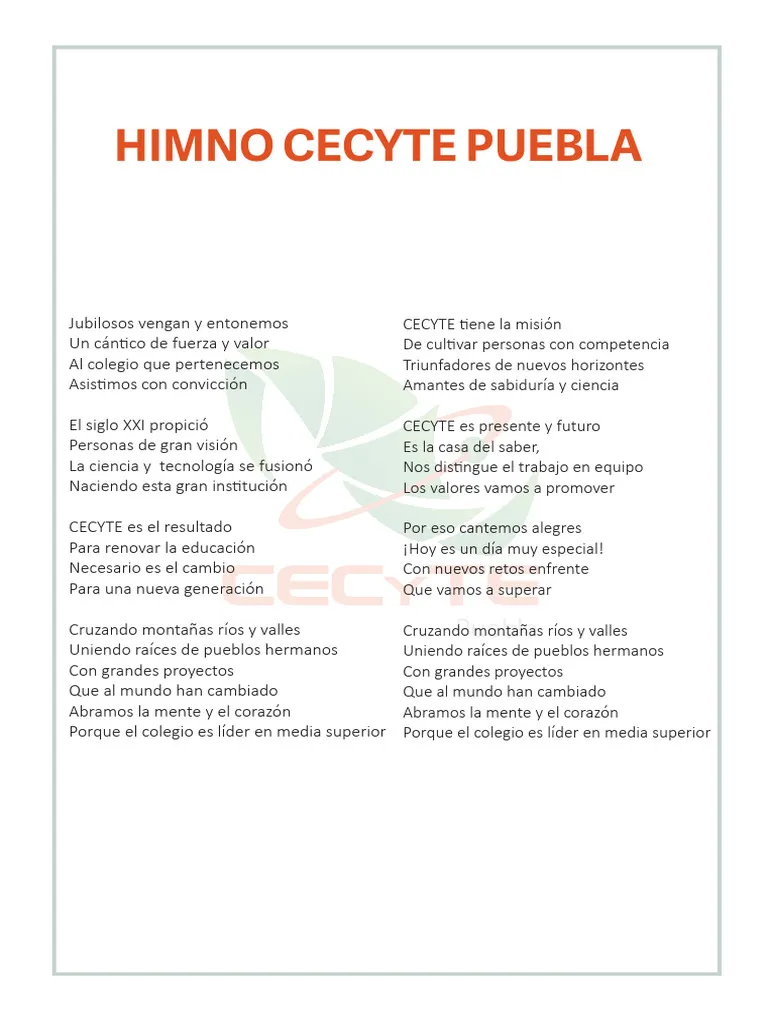 HIMNO CECYTE PUEBLA
Jubilosos vengan y entonemos
Un cántico de fuerza y valor
Al colegio que pertenecemos
Asistimos con convicción
El siglo XXI propició
Personas de gran visión
La ciencia y  tecnología se fusionó
Naciendo esta gran institución
CECYTE es el resultado
Para renovar la educación
Necesario es el cambio
Para una nueva generación
Cruzando montañas ríos y valles
Uniendo raíces de pueblos hermanos
Con grandes proyectos
Que al mundo han cambiado
Abramos la mente y el corazón
Porque el colegio es líder en media superior
CECYTE tiene la misión
De cultivar personas con competencia
Triunfadores de nuevos horizontes
Amantes de sabiduría y ciencia
CECYTE es presente y futuro
Es la casa del saber,
Nos distingue el trabajo en equipo
Los valores vamos a promover
Por eso cantemos alegres
¡Hoy es un día muy especial!
Con nuevos retos enfrente
Que vamos a superar
Cruzando montañas ríos y valles
Uniendo raíces de pueblos hermanos
Con grandes proyectos
Que al mundo han cambiado
Abramos la mente y el corazón
Porque el colegio es líder en media superior
CECyTE